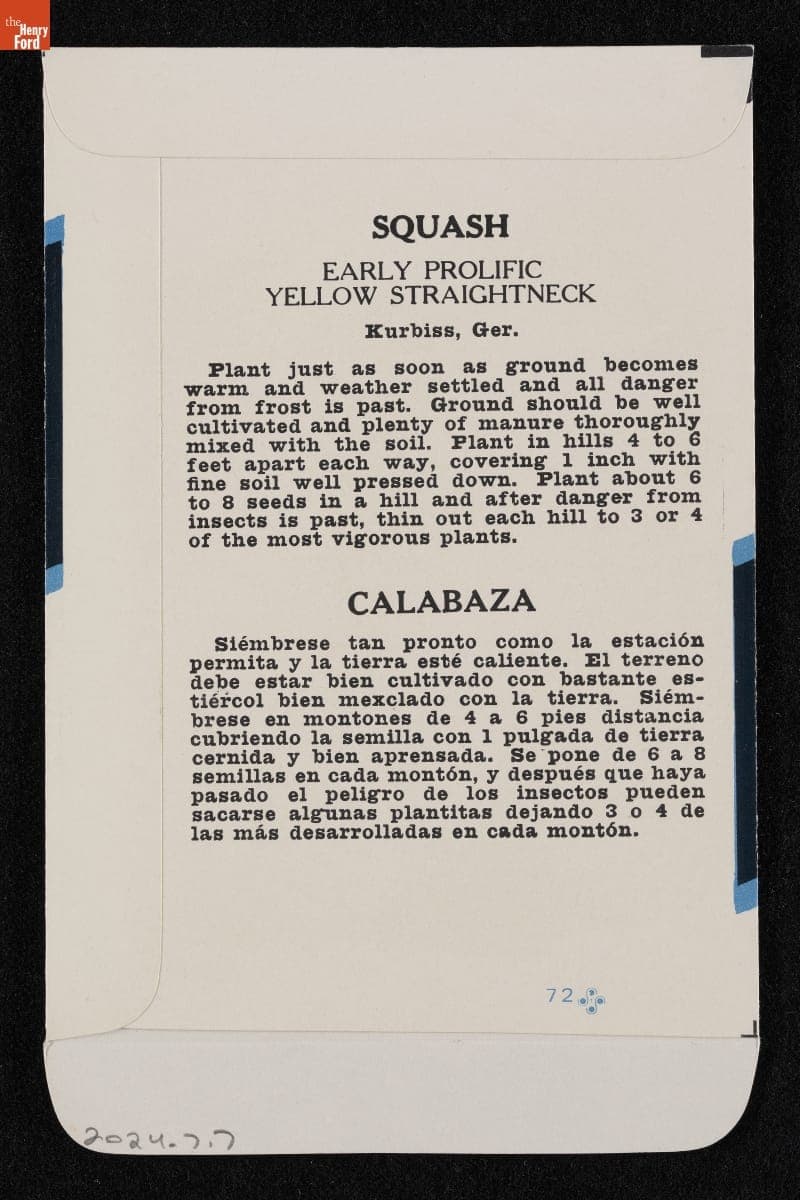 the
Henry
Ford
SQUASH
EARLY PROLIFIC
YELLOW STRAIGHTNECK
Kurbiss, Ger.
Plant just as soon as ground becomes
warm and weather settled and all danger
from frost is past. Ground should be well
cultivated and plenty of manure thoroughly
mixed with the soil. Plant in hills 4 to 6
feet apart each way, covering 1 inch with
fine soil well pressed down. Plant about 6
to 8 seeds in a hill and after danger from
insects is past, thin out each hill to 3 or 4
of the most vigorous plants.
CALABAZA
Siémbrese tan pronto como la estación
permita y la tierra esté caliente. El terreno
debe estar bien cultivado con bastante es-
tiércol bien mexclado con la tierra. Siém-
brese en montones de 4 a 6 pies distancia
cubriendo la semilla con 1 pulgada de tierra
cernida y bien aprensada. Se pone de 6 a 8
semillas en cada montón, y después que haya
pasado el peligro de los insectos pueden
sacarse algunas plantitas dejando 3 o 4 de
las más desarrolladas en cada montón.
72
2024.7.7